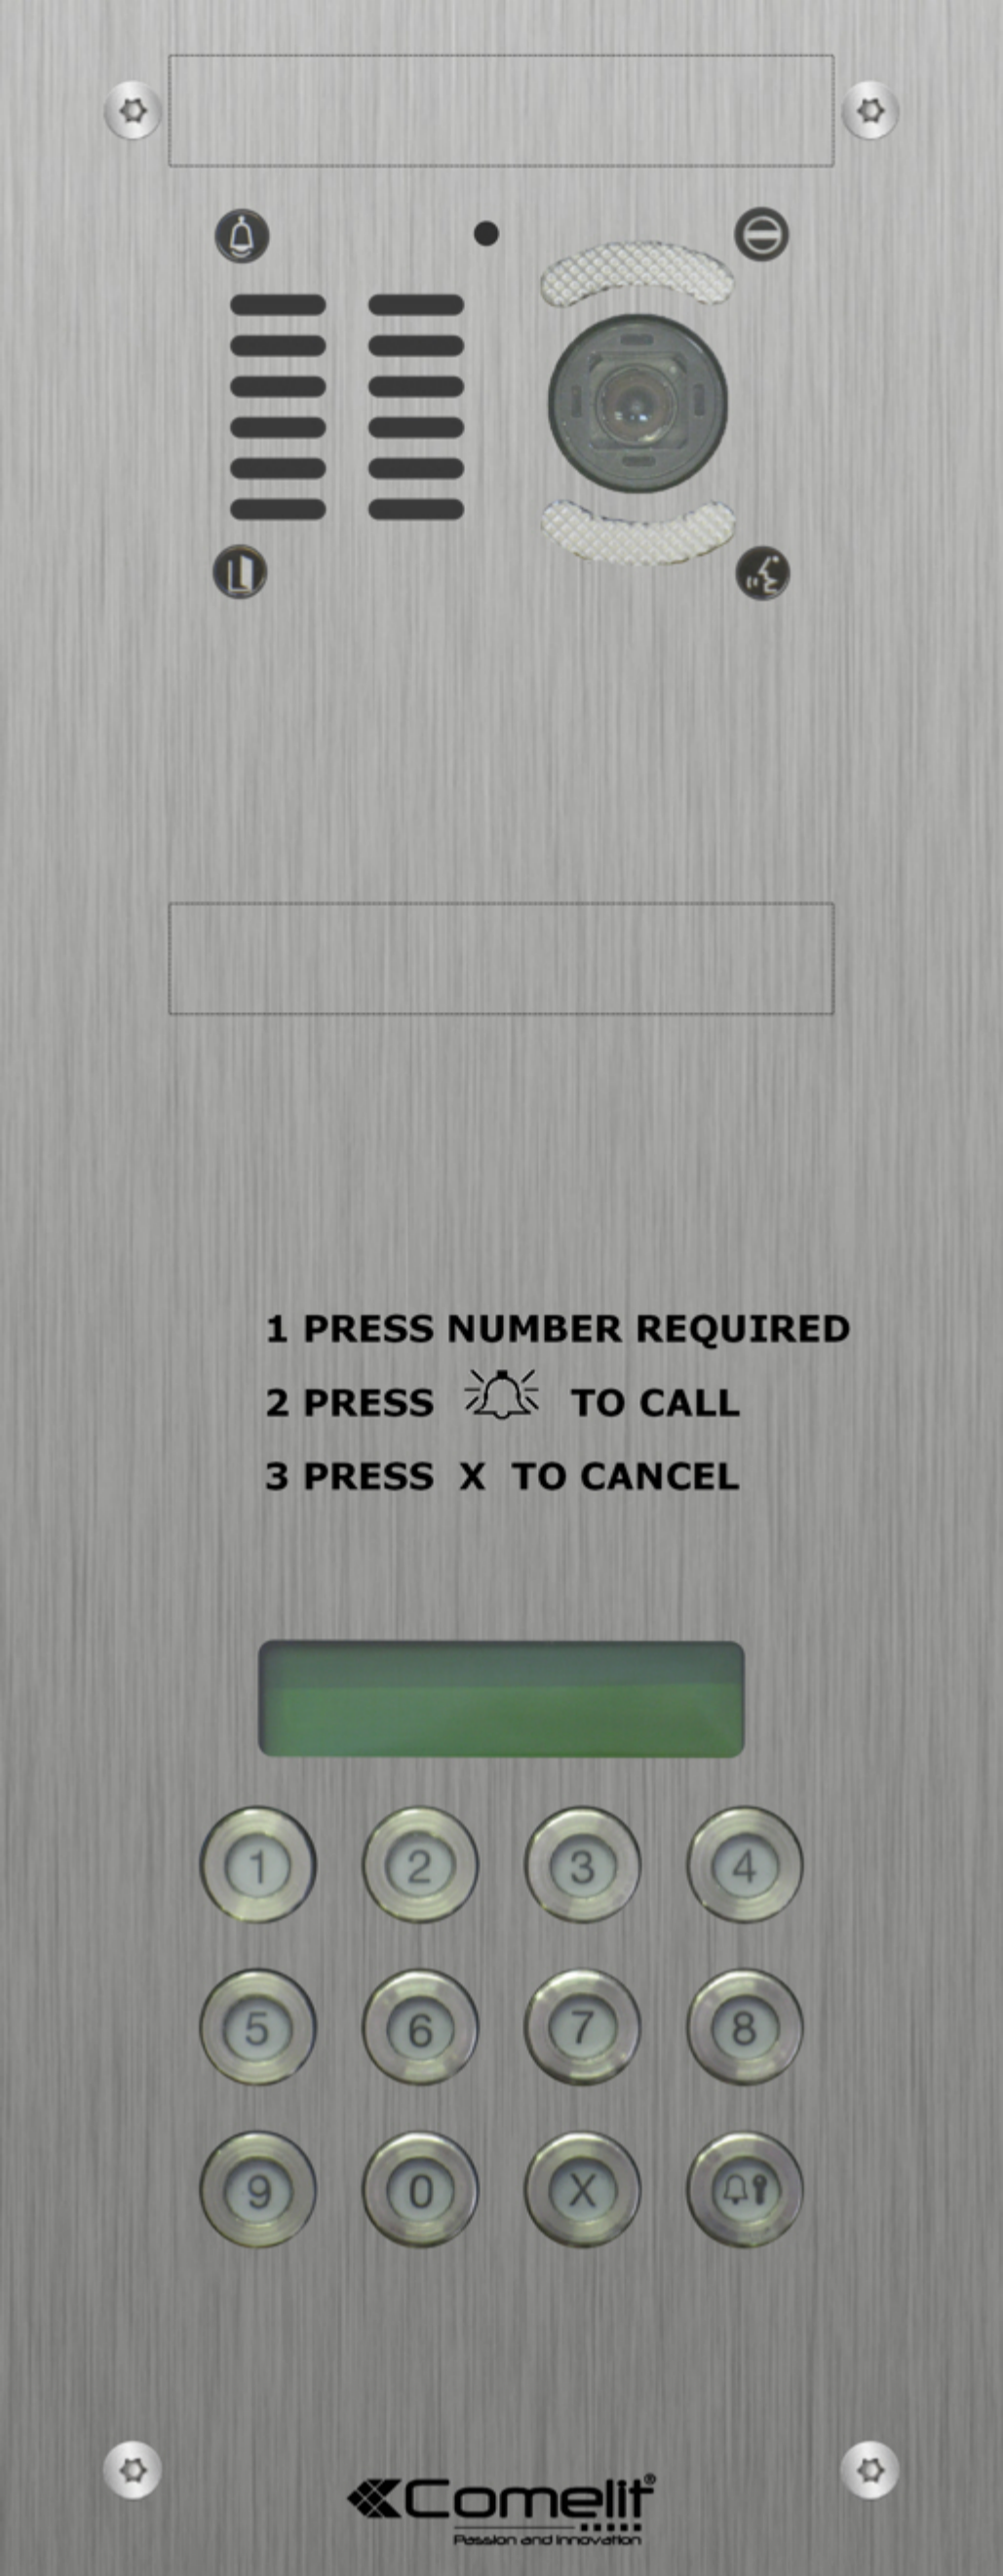 1 PRESS NUMBER REQUIRED
2 PRESS TO CALL
3 PRESS X TO CANCEL
1 2 3 4
5 6 7 8
9 0 X
Comelit®
Passion and innovation